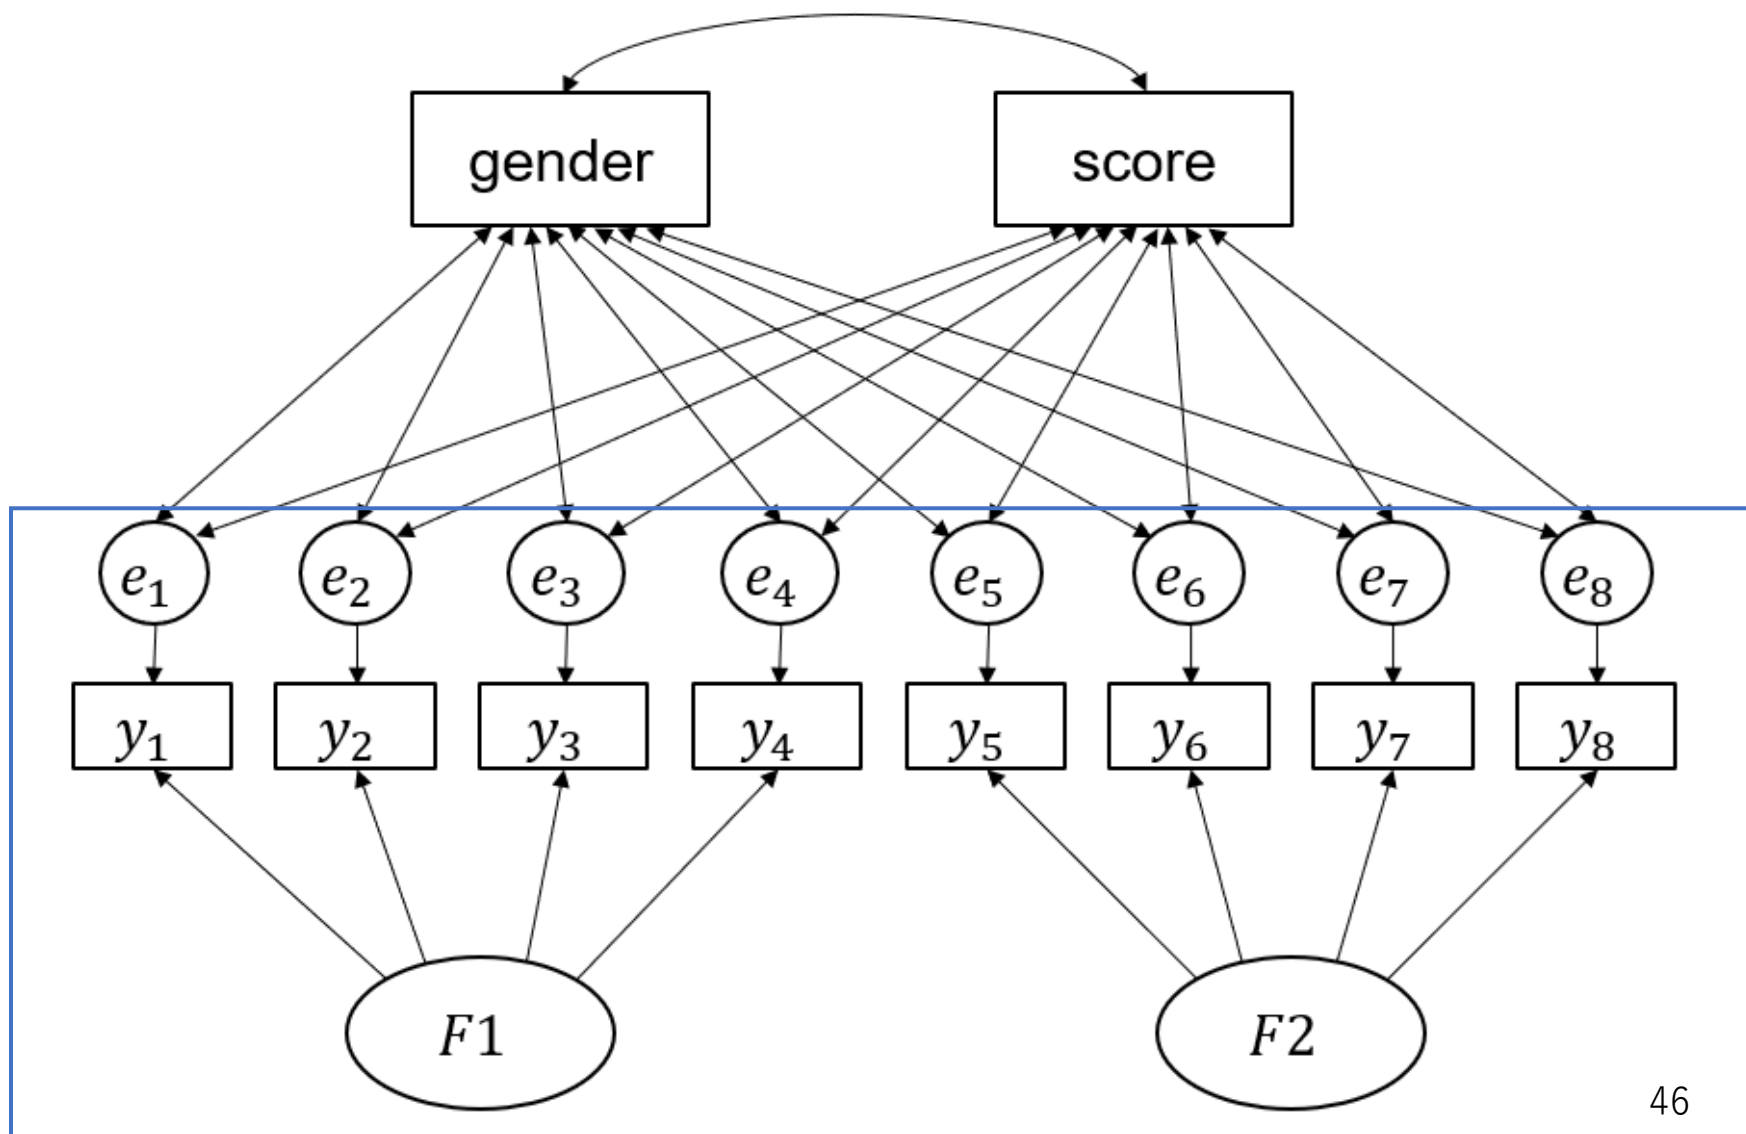 gender score
e₁ e₂ e₃ e₄ e₅ e₆ e₇ e₈
y₁ y₂ y₃ y₄ y₅ y₆ y₇ y₈
F1 F2
46